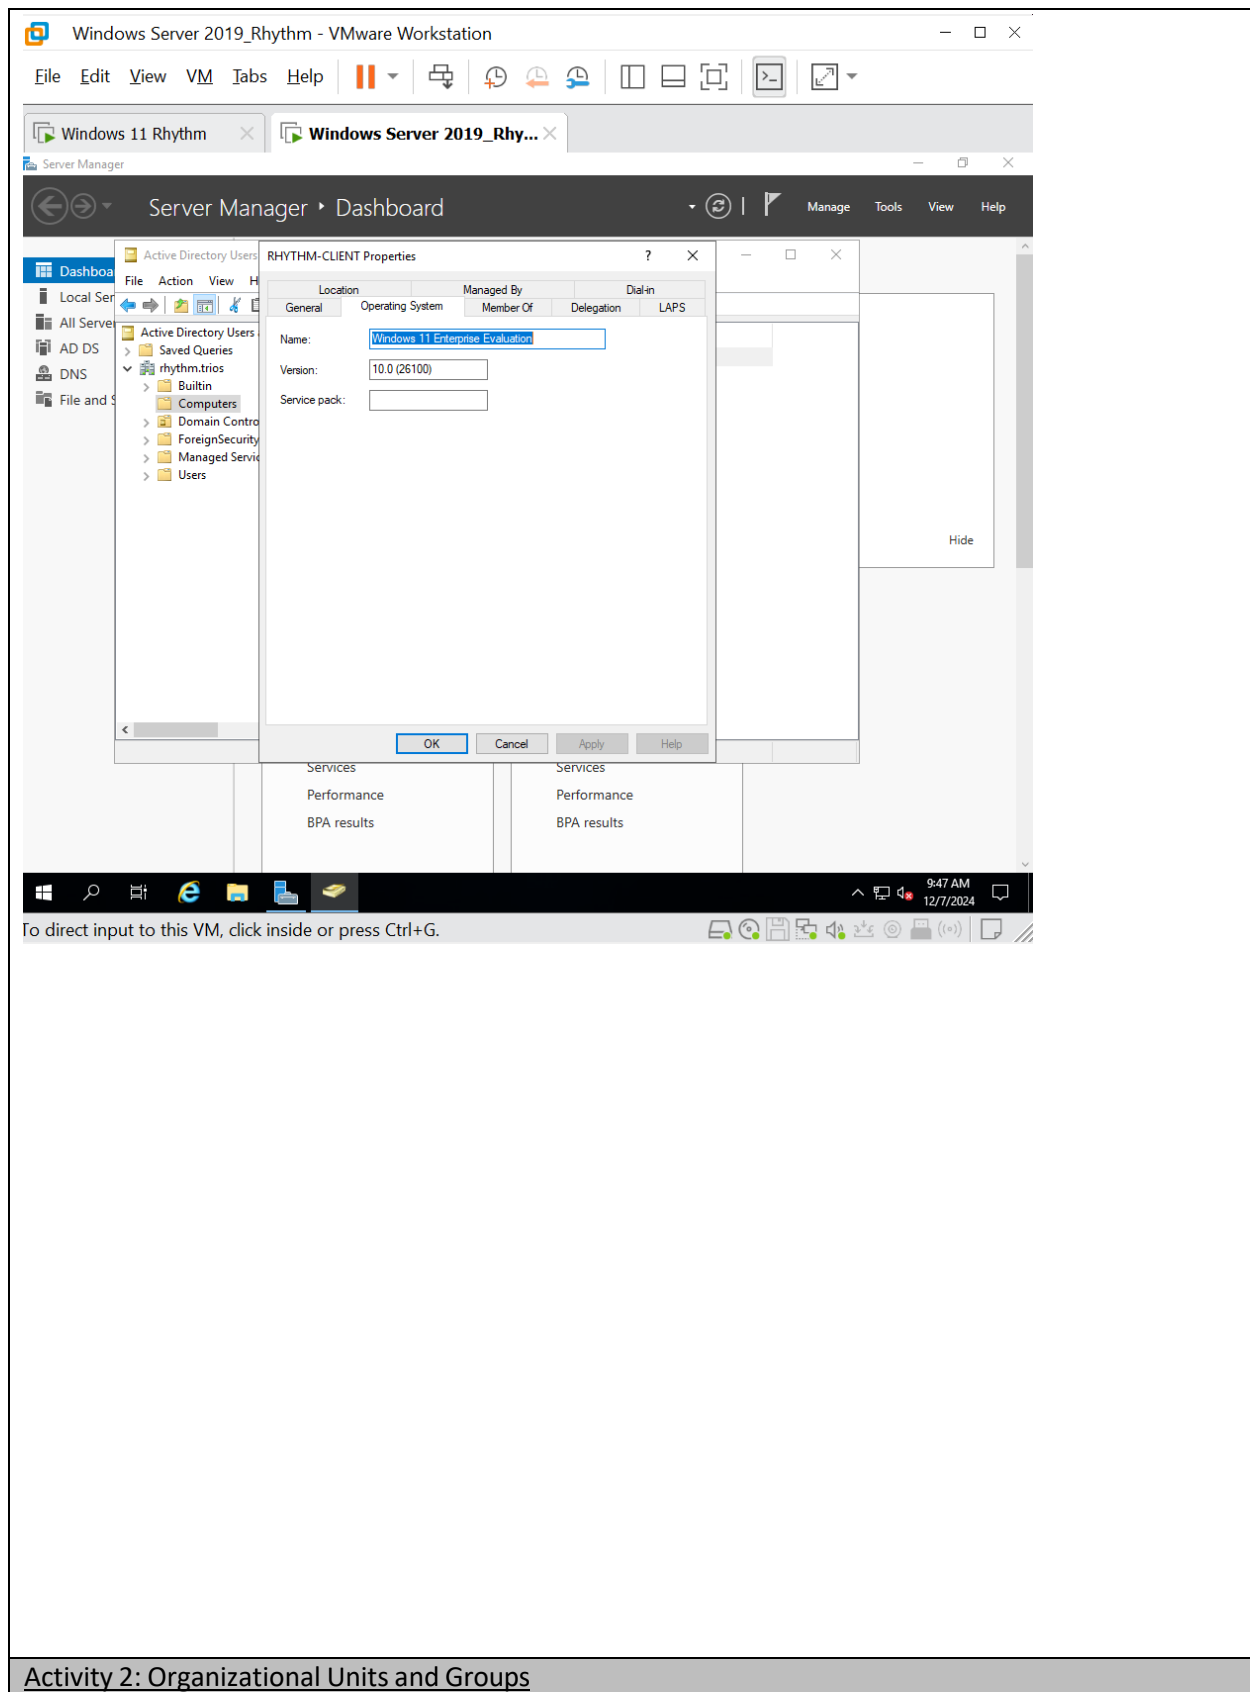 Windows Server 2019_Rhythm - VMware Workstation
File Edit View VM Tabs Help
Windows 11 Rhythm
Windows Server 2019_Rhy...
Server Manager
Server Manager • Dashboard
Manage Tools View Help
Dashboa
Local Ser
All Server
AD DS
DNS
File and S
Active Directory Users
File Action View H
Active Directory Users
Saved Queries
rhythm.trios
Builtin
Computers
Domain Contro
ForeignSecurity
Managed Servic
Users
RHYTHM-CLIENT Properties
Location Managed By Dial-in
General Operating System Member Of Delegation LAPS
Name: Windows 11 Enterprise Evaluation
Version: 10.0 (26100)
Service pack:
OK Cancel Apply Help
Hide
Services Services
Performance Performance
BPA results BPA results
9:47 AM
12/7/2024
To direct input to this VM, click inside or press Ctrl+G.
Activity 2: Organizational Units and Groups